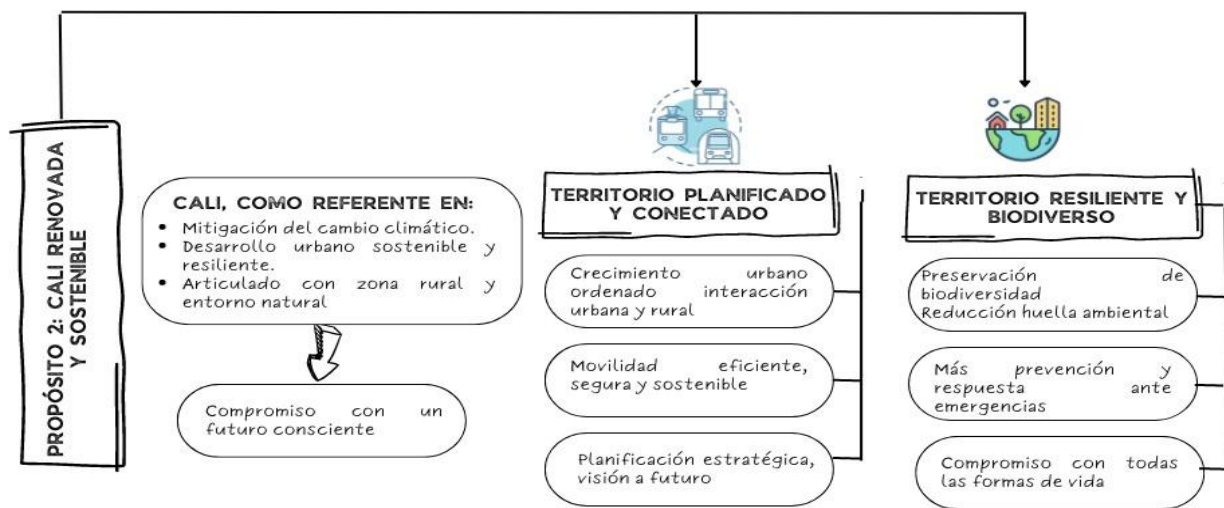 PROPÓSITO 2: CALI RENOVADA
Y SOSTENIBLE
CALI, COMO REFERENTE EN:
• Mitigación del cambio climático.
• Desarrollo urbano sostenible y
resiliente.
• Articulado con zona rural y
entorno natural
Compromiso con un
futuro consciente
TERRITORIO PLANIFICADO
Y CONECTADO
Crecimiento urbano
ordenado interacción
urbana y rural
Movilidad eficiente,
segura y sostenible
Planificación estratégica,
visión a futuro
TERRITORIO RESILIENTE Y
BIODIVERSO
Preservación de
biodiversidad
Reducción huella ambiental
Más prevención y
respuesta ante
emergencias
Compromiso con todas
las formas de vida